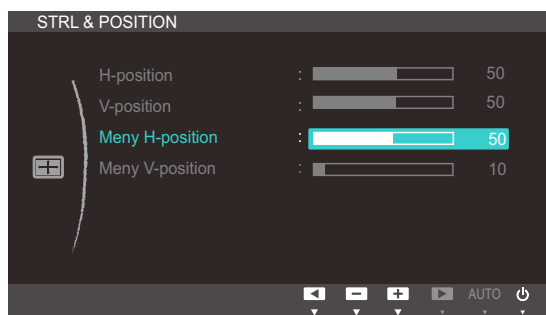 STRL & POSITION
H-position : 50
V-position : 50
Meny H-position : 50
Meny V-position : 10
AUTO